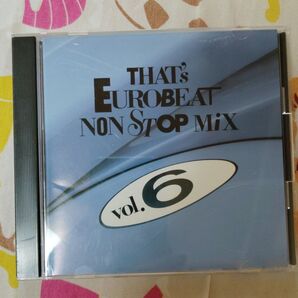 THAT's
EUROBEAT
NON STOP MiX
vol.6